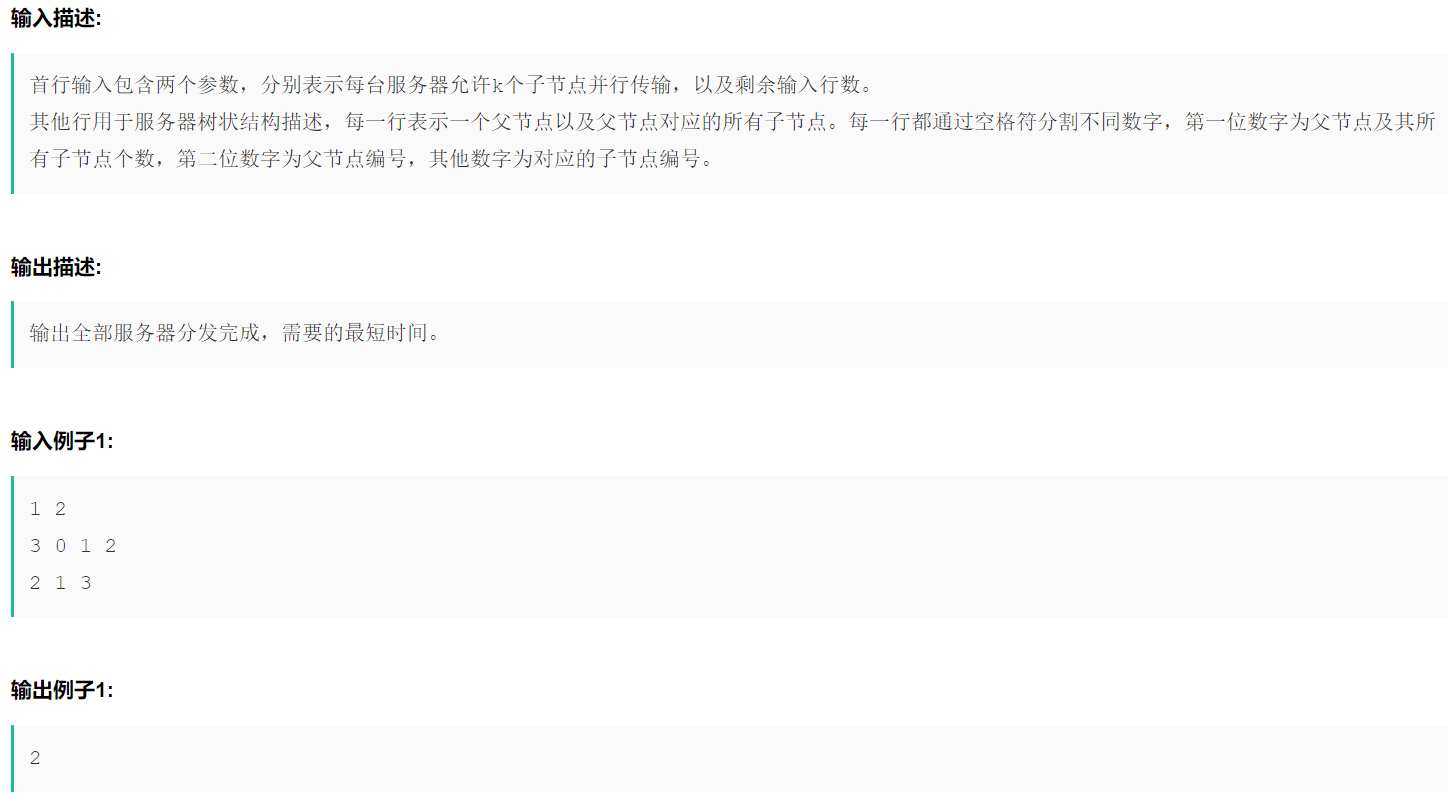 输入描述:
首行输入包含两个参数，分别表示每台服务器允许k个子节点并行传输，以及剩余输入行数。
其他行用于服务器树状结构描述，每一行表示一个父节点以及父节点对应的所有子节点。每一行都通过空格符分割不同数字，第一位数字为父节点及其所
有子节点个数，第二位数字为父节点编号，其他数字为对应的子节点编号。
输出描述:
输出全部服务器分发完成，需要的最短时间。
输入例子1:
1 2
3 0 1 2
2 1 3
输出例子1:
2